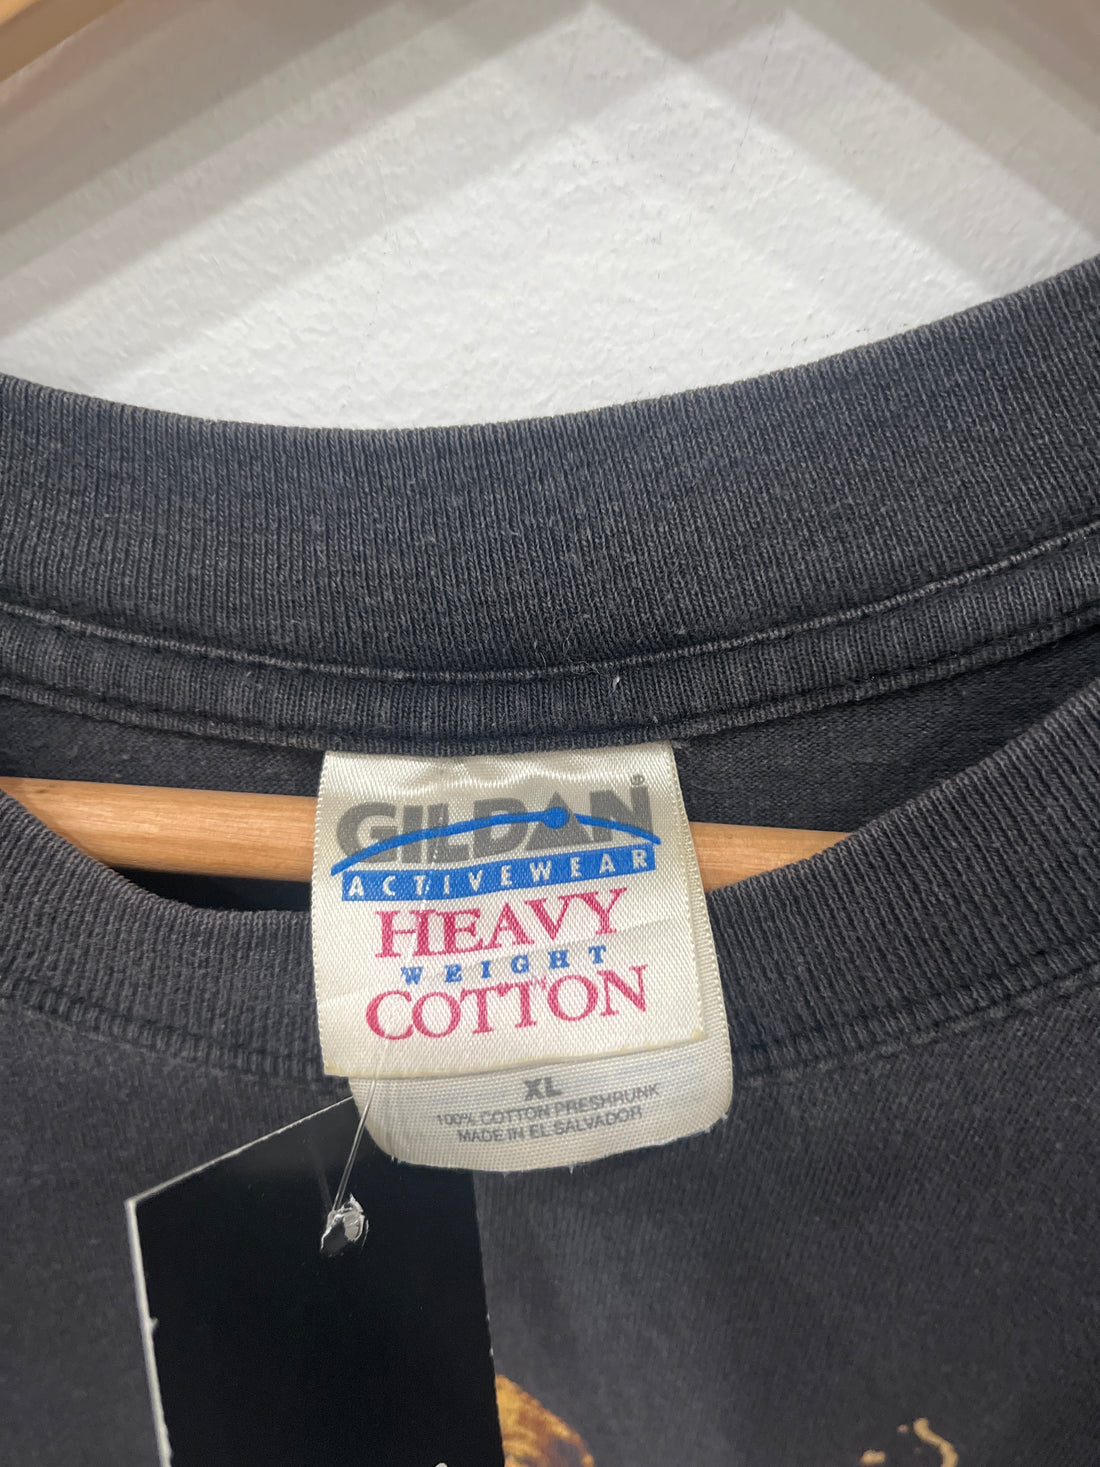 GILDAN®
ACTIVEWEAR
HEAVY
WEIGHT
COTTON
XL
100% COTTON PRESHRUNK
MADE IN EL SALVADOR